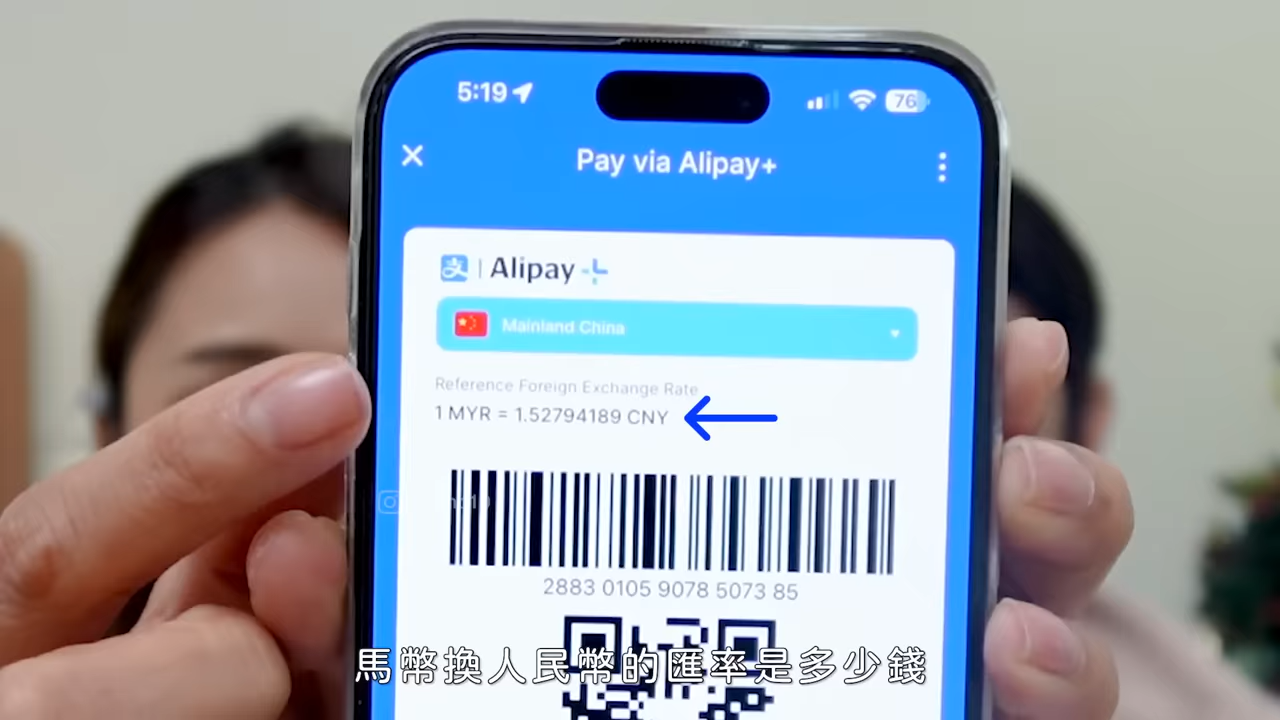 5:19
76
Pay via Alipay+
支 | Alipay+
Mainland China
Reference Foreign Exchange Rate
1 MYR = 1.52794189 CNY
2883 0105 9078 5073 85
馬幣換人民幣的匯率是多少錢